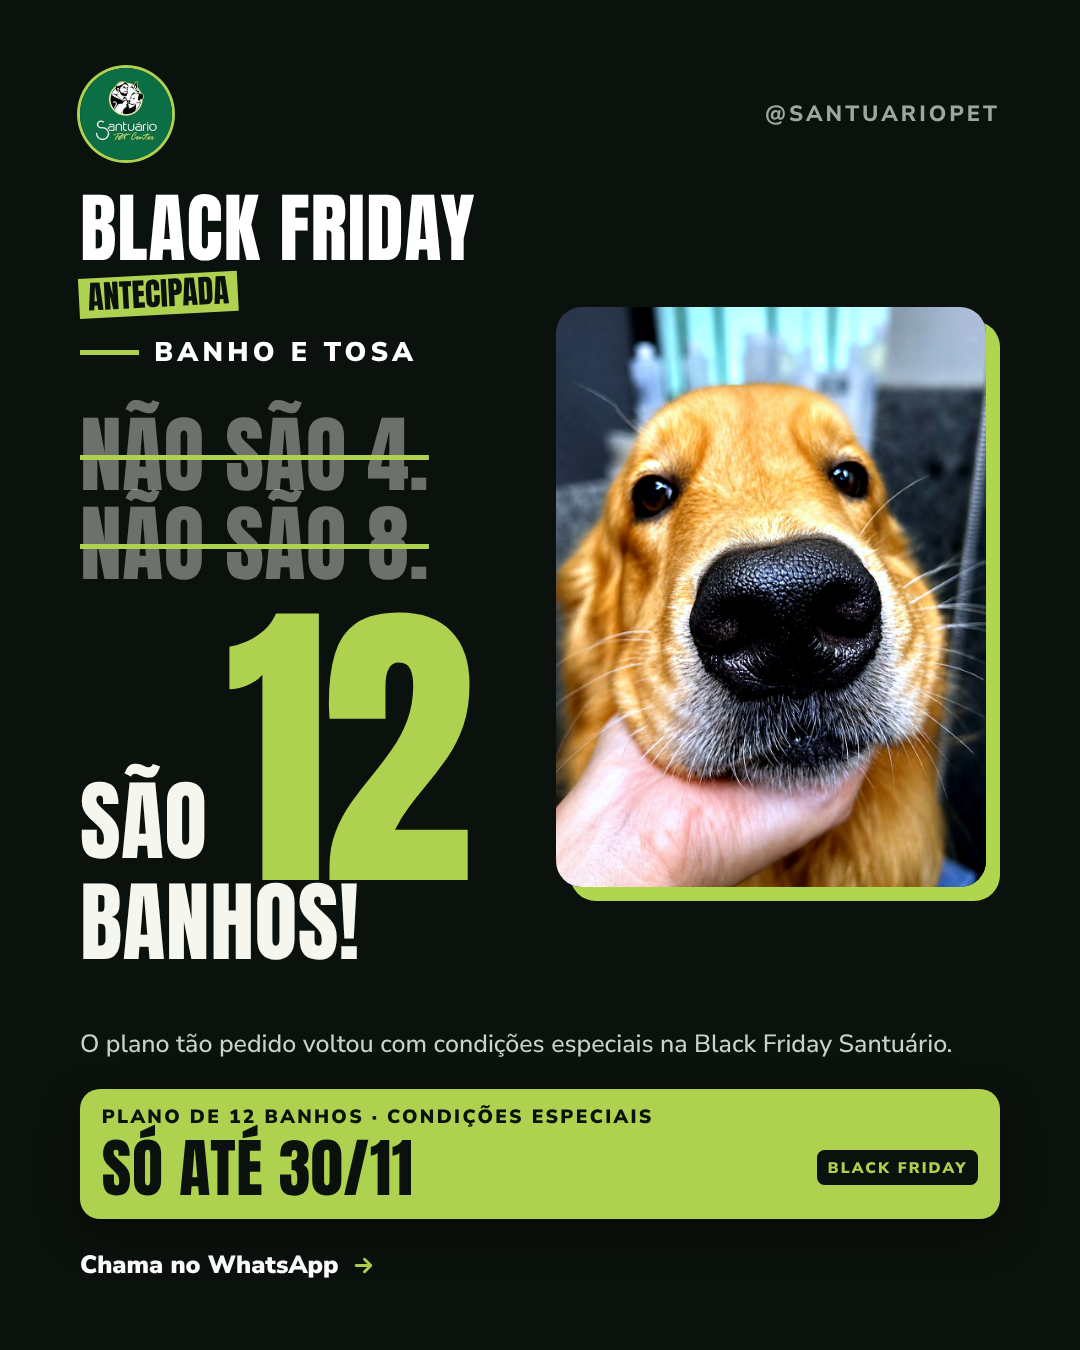 Santuário
Pet Center
@SANTUARIOPET
BLACK FRIDAY
ANTECIPADA
BANHO E TOSA
NÃO SÃO 4.
NÃO SÃO 8.
SÃO 12
BANHOS!
O plano tão pedido voltou com condições especiais na Black Friday Santuário.
PLANO DE 12 BANHOS · CONDIÇÕES ESPECIAIS
SÓ ATÉ 30/11
BLACK FRIDAY
Chama no WhatsApp →